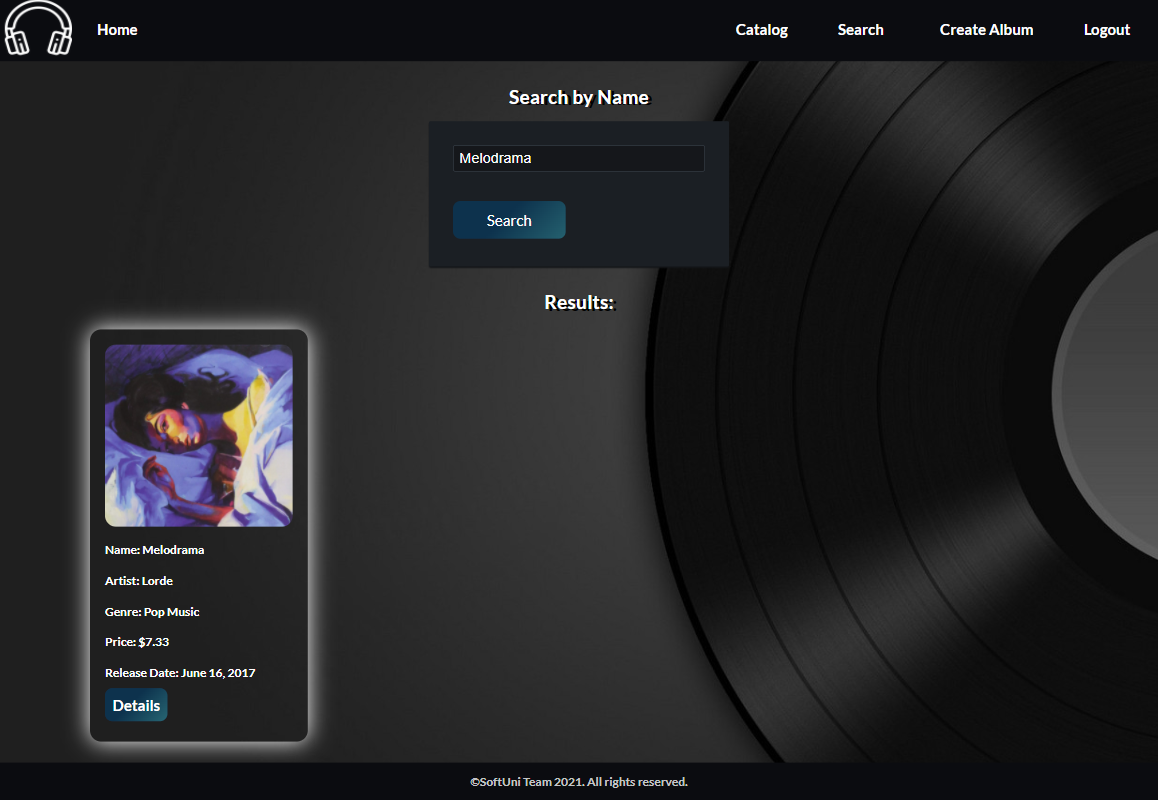 Home
Catalog
Search
Create Album
Logout
Search by Name
Melodrama
Search
Results:
Name: Melodrama
Artist: Lorde
Genre: Pop Music
Price: $7.33
Release Date: June 16, 2017
Details
©SoftUni Team 2021. All rights reserved.